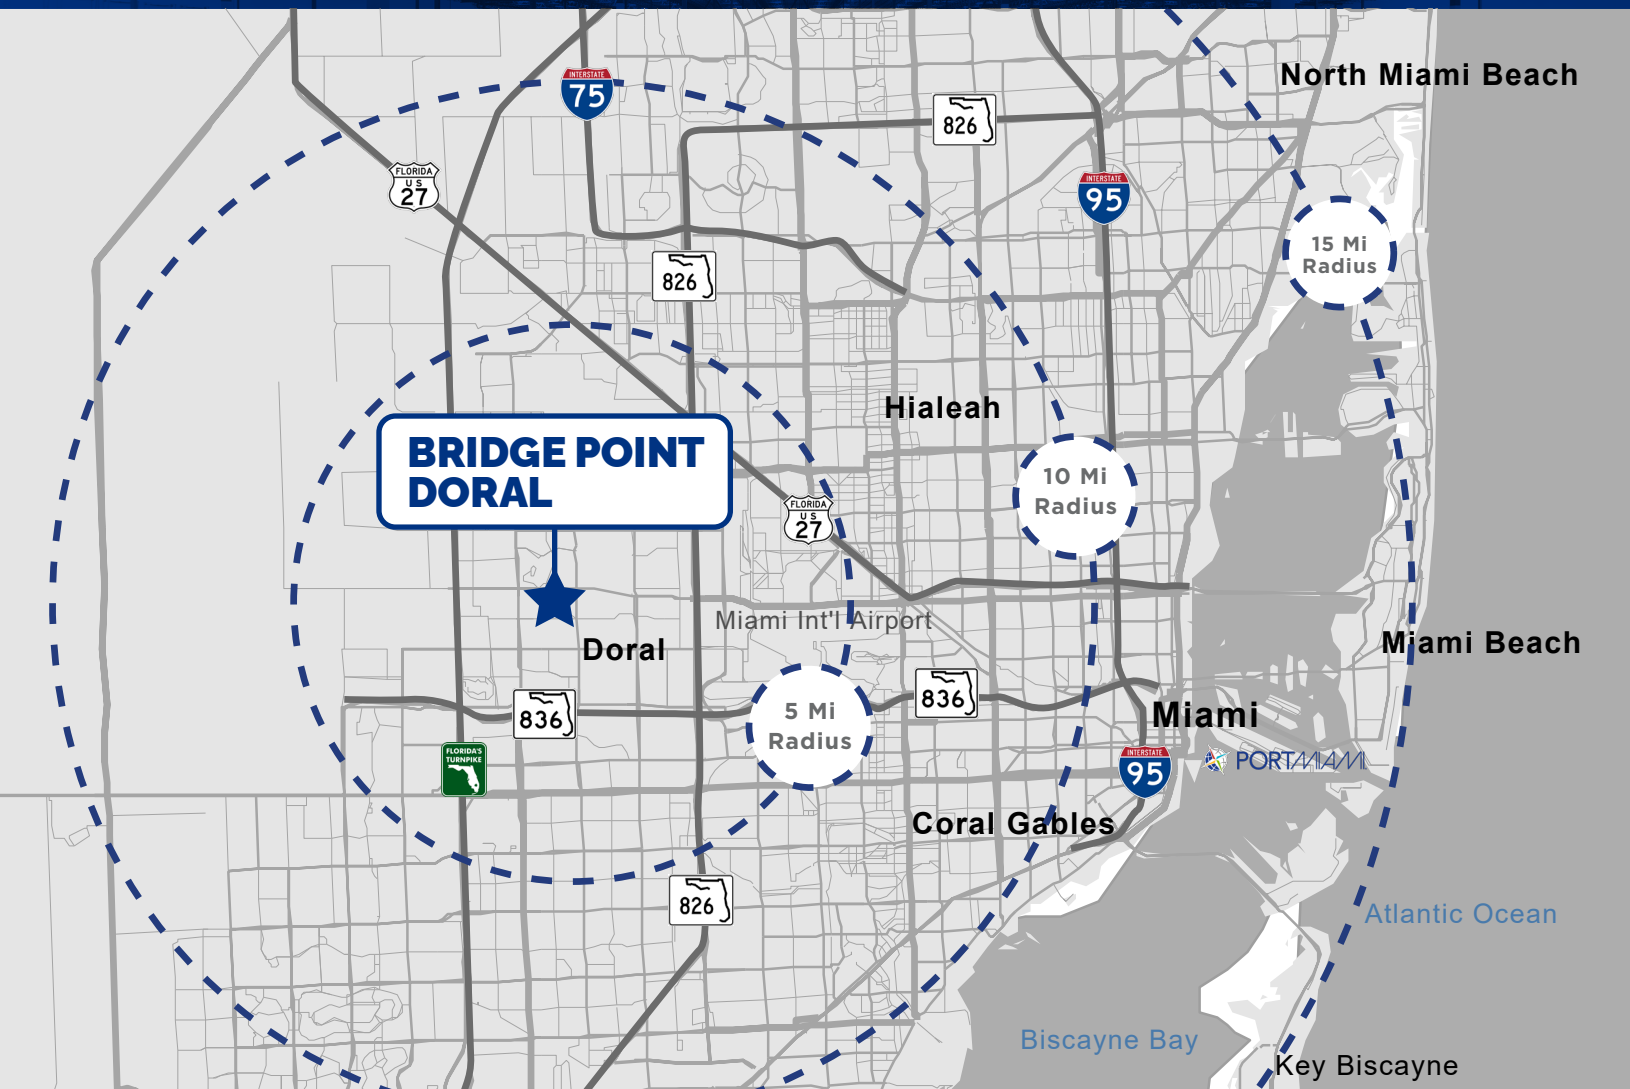 North Miami Beach
INTERSTATE
75
826
FLORIDA
US
27
INTERSTATE
95
15 Mi
Radius
826
Hialeah
BRIDGE POINT
DORAL
10 Mi
Radius
FLORIDA
US
27
Miami Int'l Airport
Doral
Miami Beach
836
836
5 Mi
Radius
Miami
FLORIDA'S
TURNPIKE
INTERSTATE
95
PORTMIAMI
Coral Gables
826
Atlantic Ocean
Biscayne Bay
Key Biscayne